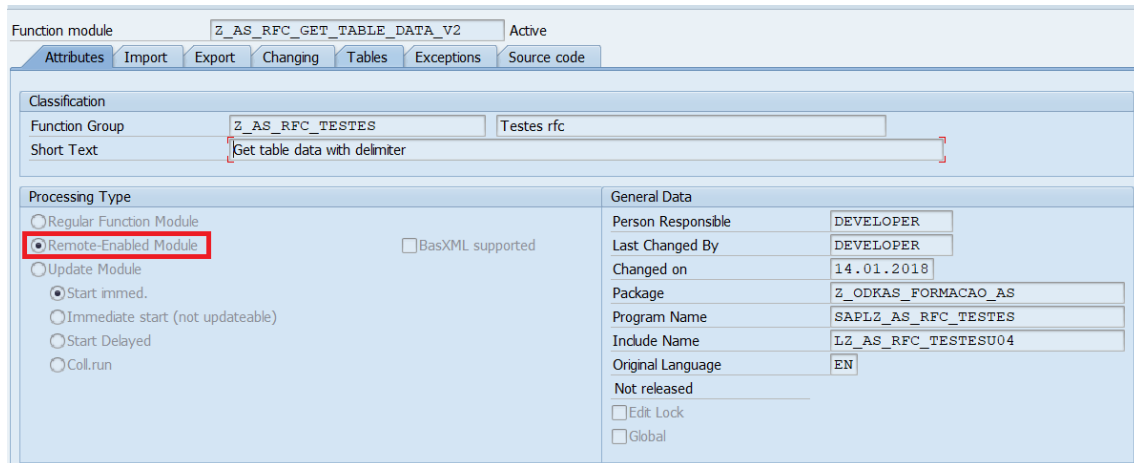 Function module Z_AS_RFC_GET_TABLE_DATA_V2 Active
Attributes Import Export Changing Tables Exceptions Source code
Classification
Function Group Z_AS_RFC_TESTES Testes rfc
Short Text Get table data with delimiter
Processing Type
Regular Function Module
Remote-Enabled Module BasXML supported
Update Module
Start immed.
Immediate start (not updateable)
Start Delayed
Coll.run
General Data
Person Responsible DEVELOPER
Last Changed By DEVELOPER
Changed on 14.01.2018
Package Z_ODKAS_FORMACAO_AS
Program Name SAPLZ_AS_RFC_TESTES
Include Name LZ_AS_RFC_TESTESU04
Original Language EN
Not released
Edit Lock
Global